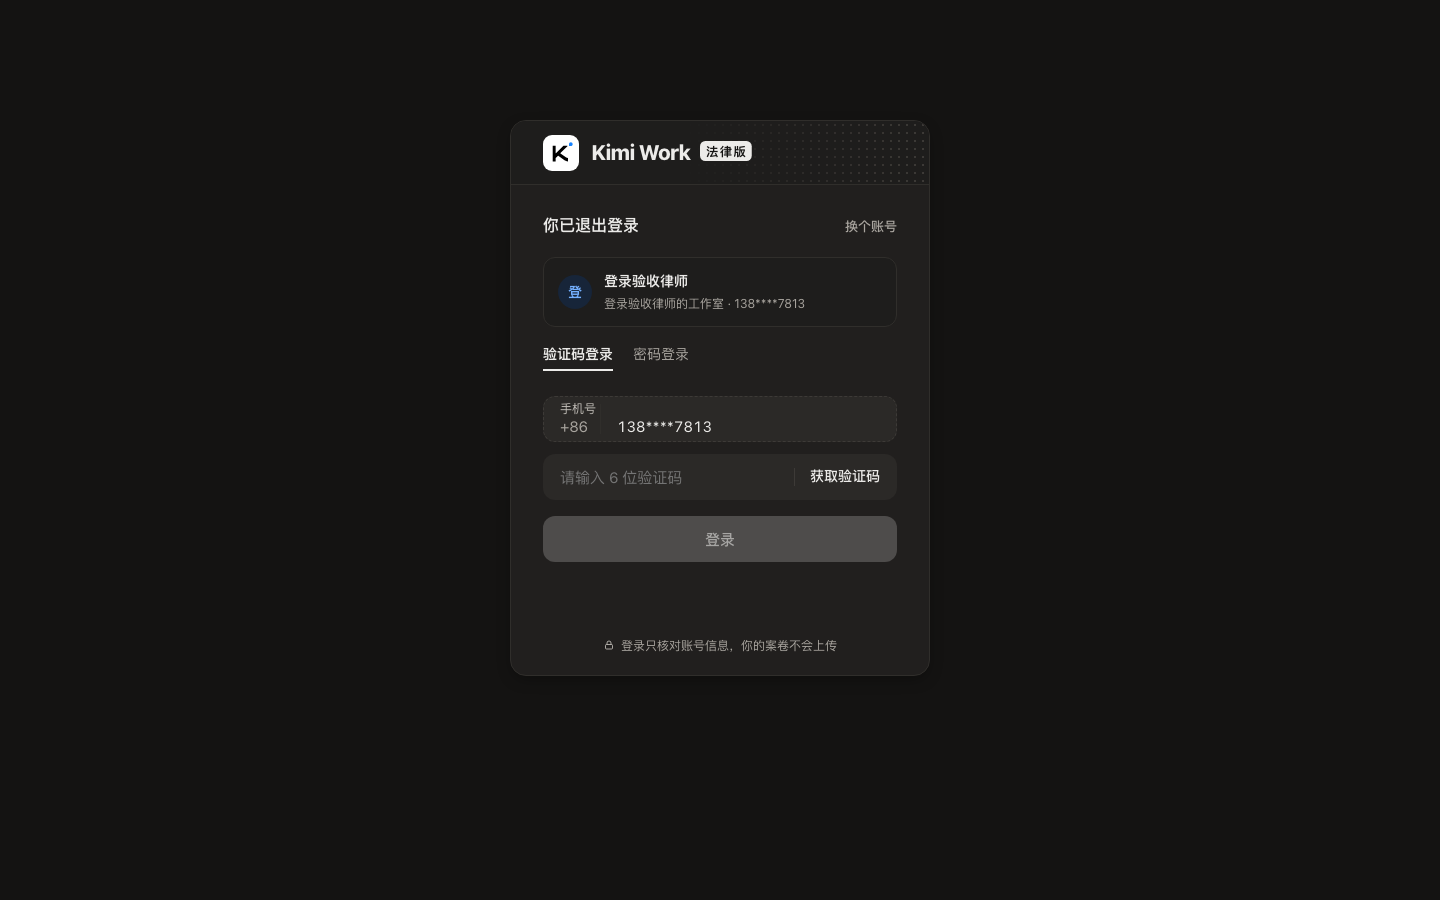 Kimi Work 法律版
你已退出登录 换个账号
登 登录验收律师
登录验收律师的工作室 · 138****7813
验证码登录 密码登录
手机号
+86 138****7813
请输入 6 位验证码 获取验证码
登录
登录只核对账号信息，你的案卷不会上传